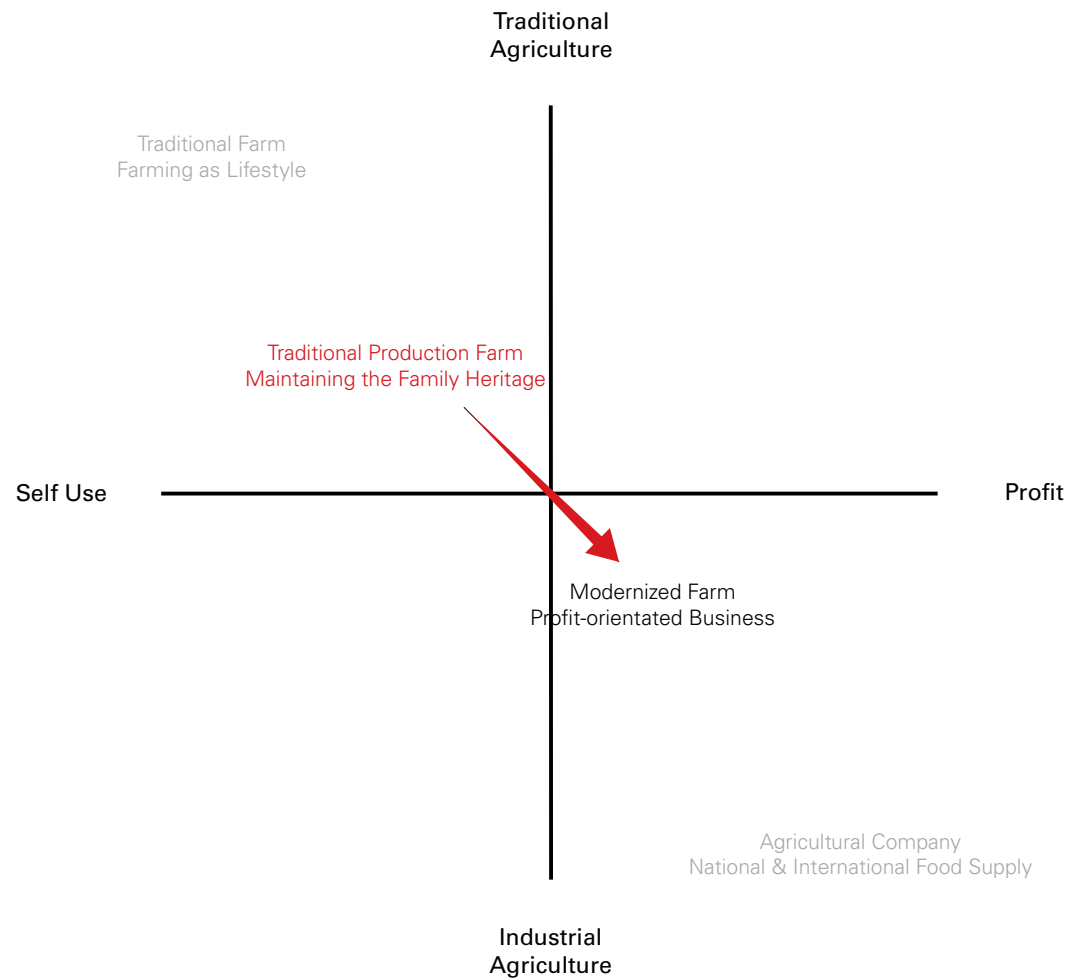 Traditional
Agriculture
Traditional Farm
Farming as Lifestyle
Traditional Production Farm
Maintaining the Family Heritage
Self Use
Profit
Modernized Farm
Profit-orientated Business
Agricultural Company
National & International Food Supply
Industrial
Agriculture